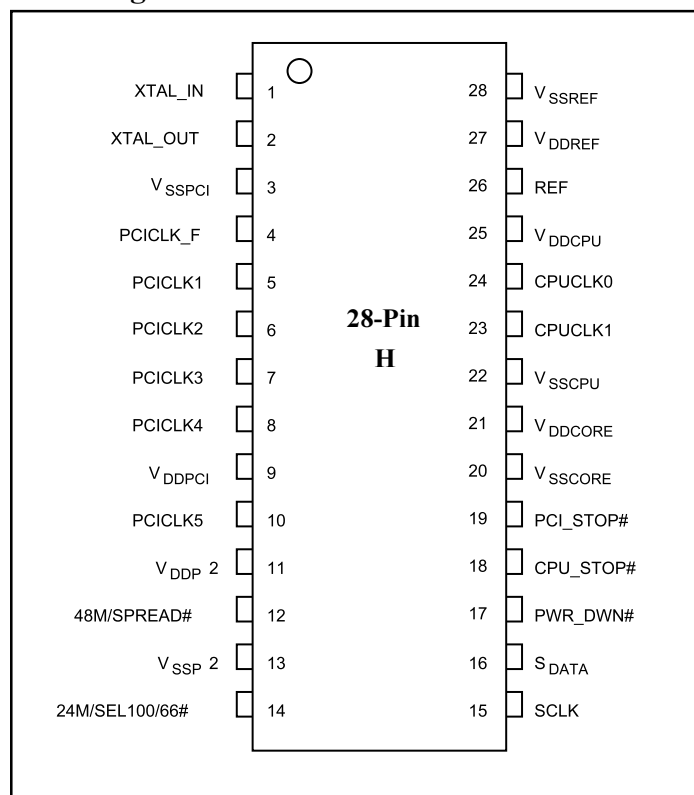 XTAL_IN 1 28 VSSREF
XTAL_OUT 2 27 VDDREF
VSSPCI 3 26 REF
PCICLK_F 4 25 VDDCPU
PCICLK1 5 24 CPUCLK0
PCICLK2 6 23 CPUCLK1
PCICLK3 7 22 VSSCPU
PCICLK4 8 21 VDDCORE
VDDPCI 9 20 VSSCORE
PCICLK5 10 19 PCI_STOP#
VDDP 2 11 18 CPU_STOP#
48M/SPREAD# 12 17 PWR_DWN#
VSSP 2 13 16 SDATA
24M/SEL100/66# 14 15 SCLK
28-Pin
H